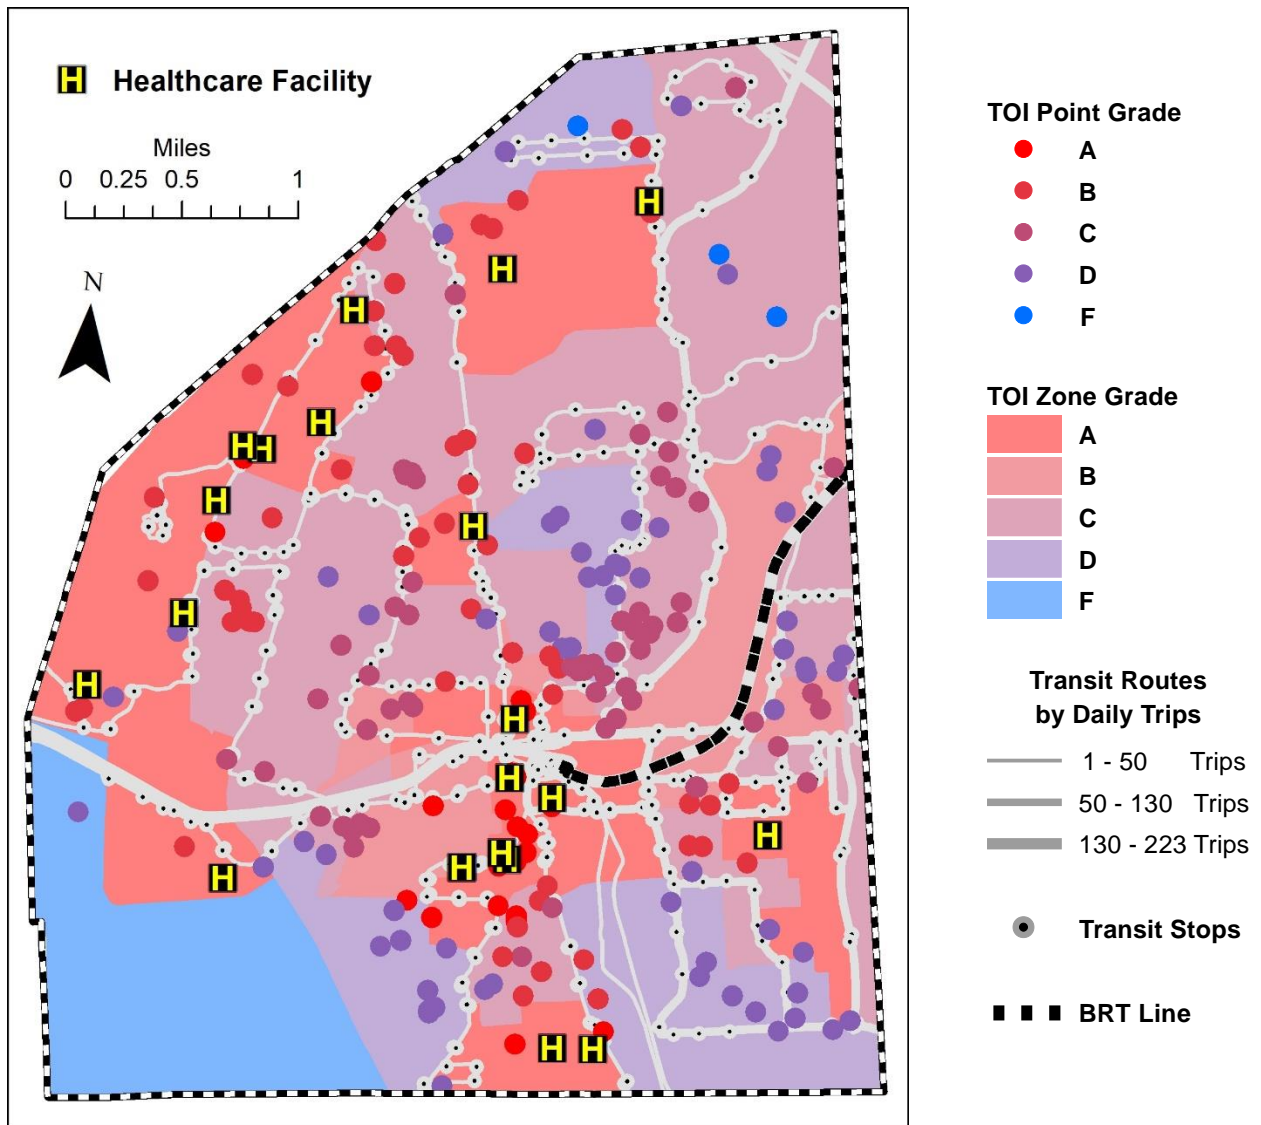 H Healthcare Facility
Miles
0 0.25 0.5 1
N
H
H
H
H
H H
H
H
H
H
H
H
H
H
H
H H
H
H
H H
TOI Point Grade
A
B
C
D
F
TOI Zone Grade
A
B
C
D
F
Transit Routes
by Daily Trips
1 - 50 Trips
50 - 130 Trips
130 - 223 Trips
Transit Stops
BRT Line